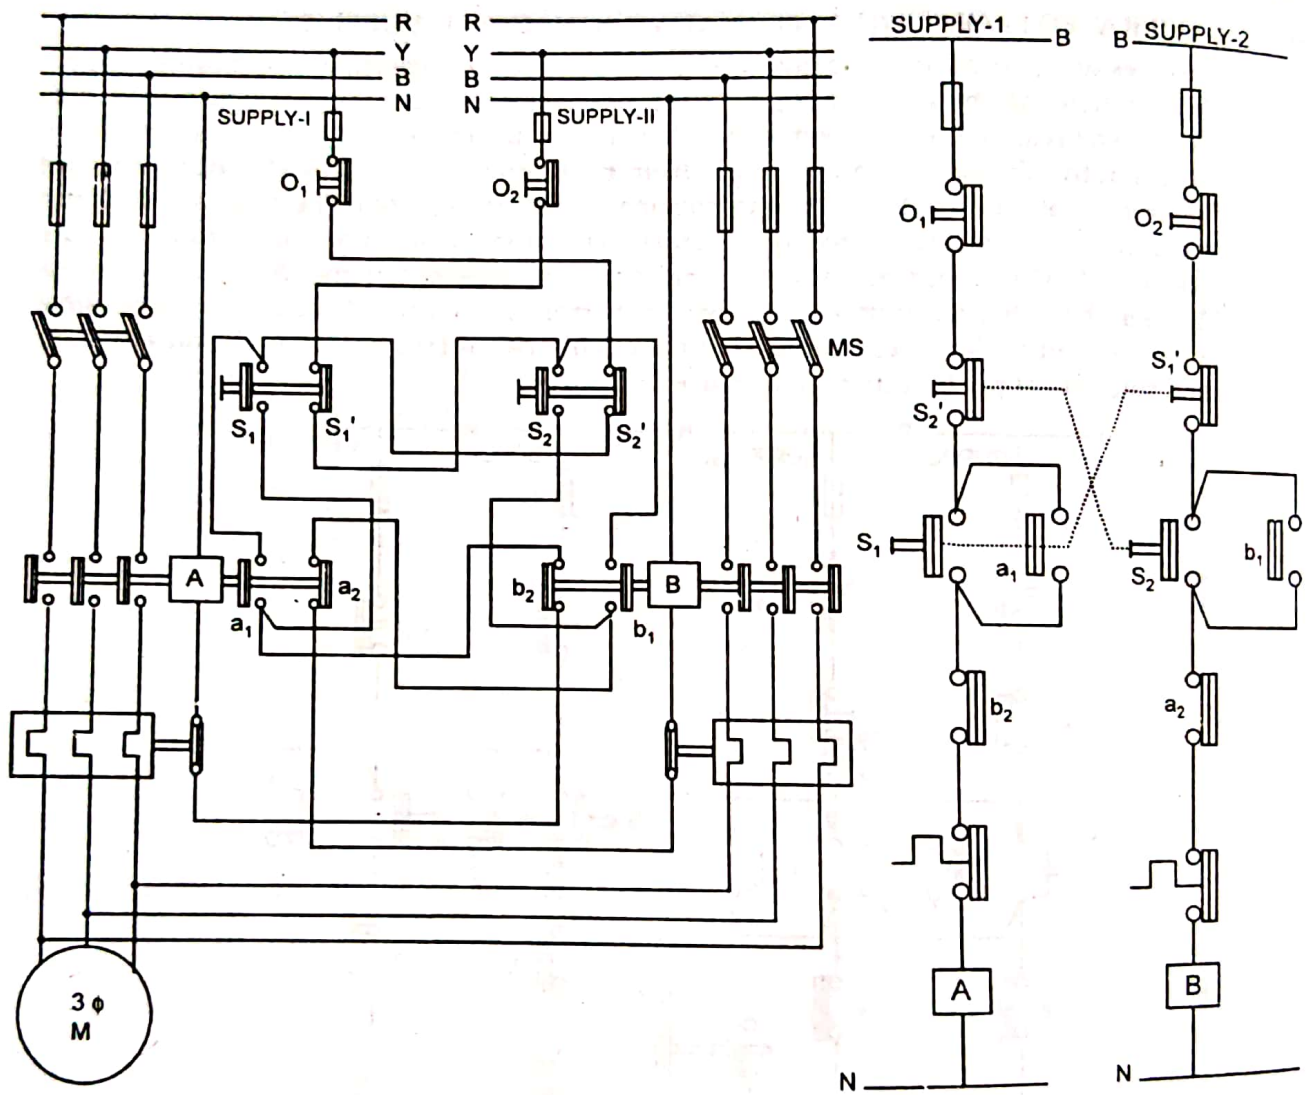 R
Y
B
N
SUPPLY-I
R
Y
B
N
SUPPLY-II
O₁
O₂
MS
S₁
S₁'
S₂
S₂'
A
a₁
a₂
b₂
b₁
B
3 ϕ
M
SUPPLY-1
B
O₁
S₂'
S₁
a₁
b₂
A
N
B
SUPPLY-2
O₂
S₁'
S₂
b₁
a₂
B
N